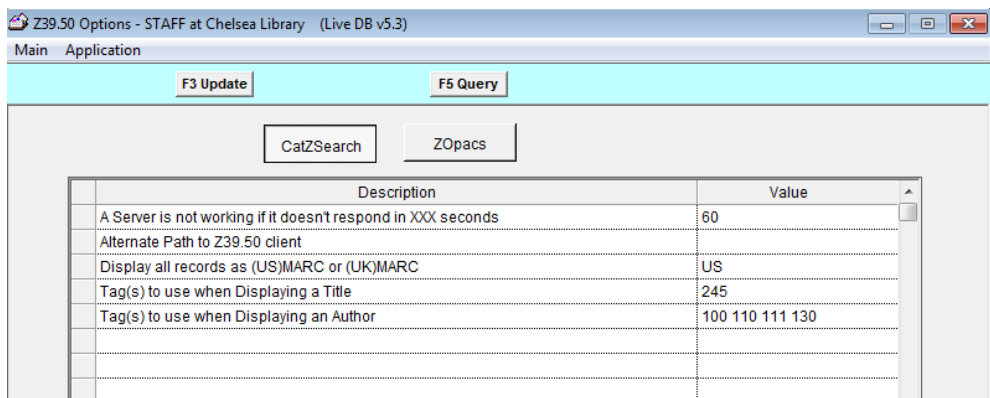 Z39.50 Options - STAFF at Chelsea Library (Live DB v5.3)
Main Application
F3 Update F5 Query
CatZSearch ZOpacs
Description Value
A Server is not working if it doesn't respond in XXX seconds 60
Alternate Path to Z39.50 client
Display all records as (US)MARC or (UK)MARC US
Tag(s) to use when Displaying a Title 245
Tag(s) to use when Displaying an Author 100 110 111 130